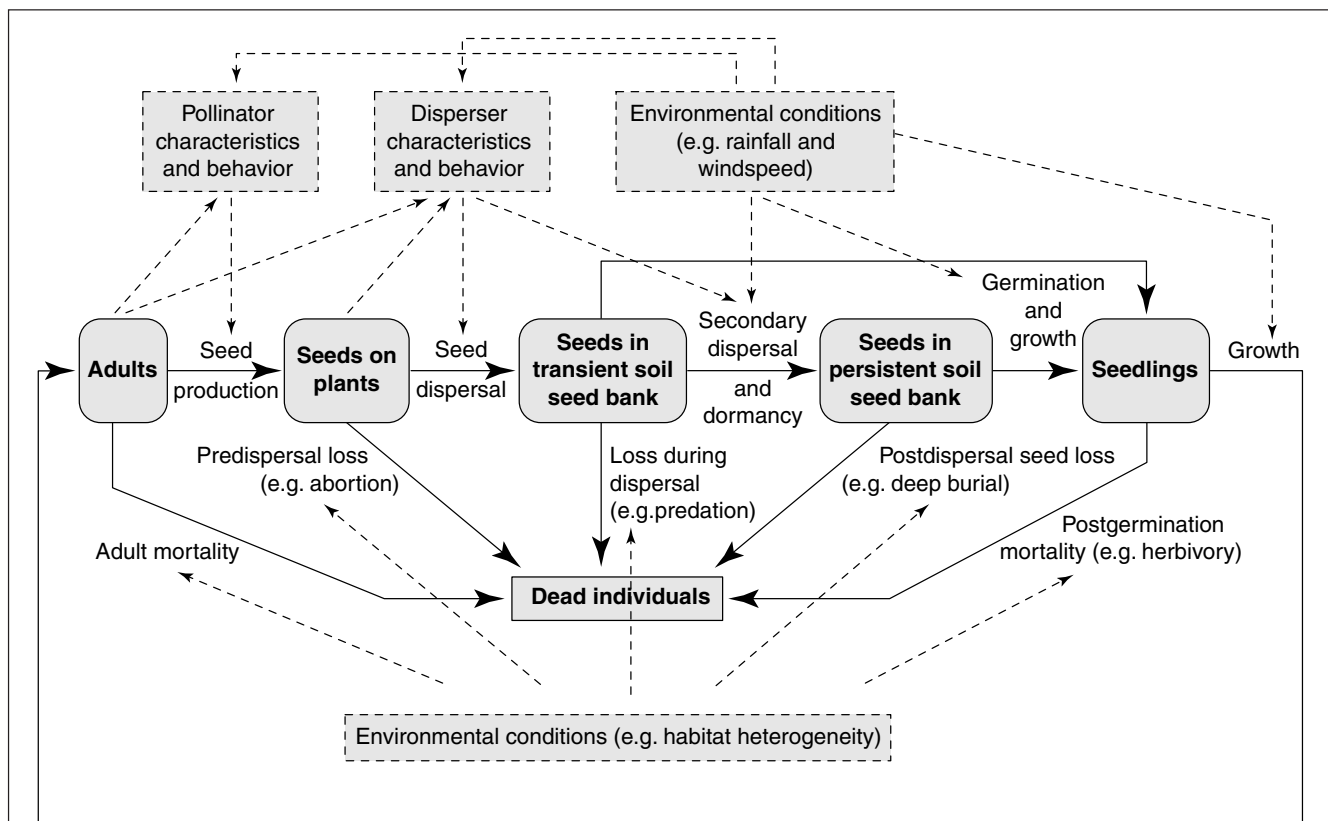 Pollinator
characteristics
and behavior
Disperser
characteristics
and behavior
Environmental conditions
(e.g. rainfall and
windspeed)
Adults
Seed
production
Seeds on
plants
Seed
dispersal
Seeds in
transient soil
seed bank
Secondary
dispersal
and dormancy
Seeds in
persistent soil
seed bank
Germination
and
growth
Seedlings
Growth
Adult mortality
Predispersal loss
(e.g. abortion)
Loss during
dispersal
(e.g.predation)
Postdispersal seed loss
(e.g. deep burial)
Postgermination
mortality (e.g. herbivory)
Dead individuals
Environmental conditions (e.g. habitat heterogeneity)